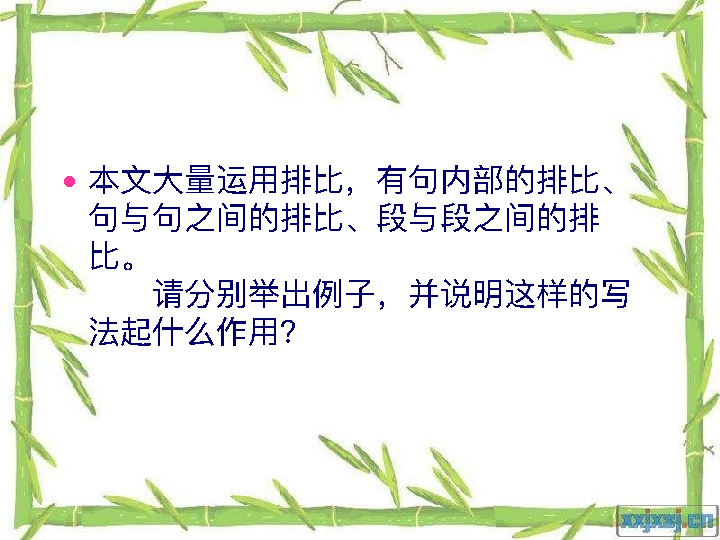 本文大量运用排比，有句内部的排比、
句与句之间的排比、段与段之间的排
比。
请分别举出例子，并说明这样的写
法起什么作用？
xxjxsj.cn